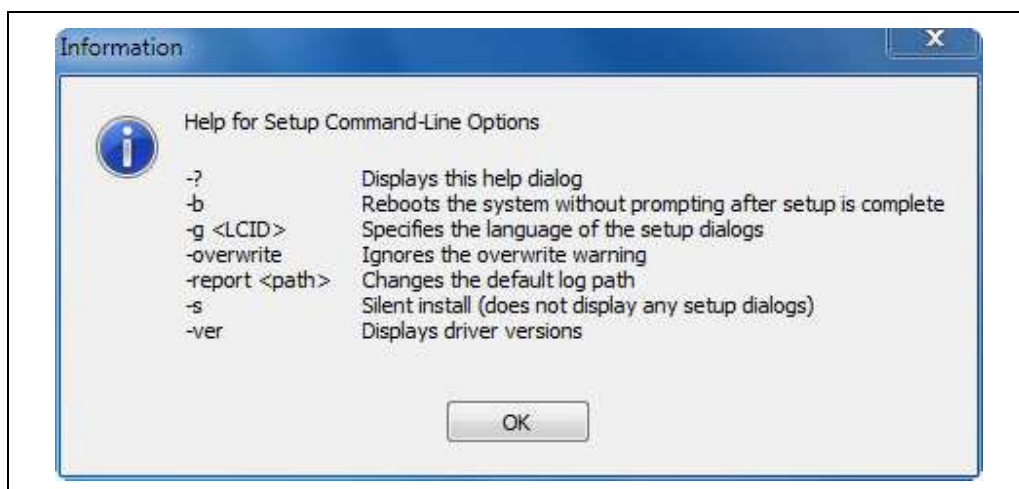 Information
X
Help for Setup Command-Line Options
-? Displays this help dialog
-b Reboots the system without prompting after setup is complete
-g <LCID> Specifies the language of the setup dialogs
-overwrite Ignores the overwrite warning
-report <path> Changes the default log path
-s Silent install (does not display any setup dialogs)
-ver Displays driver versions
OK